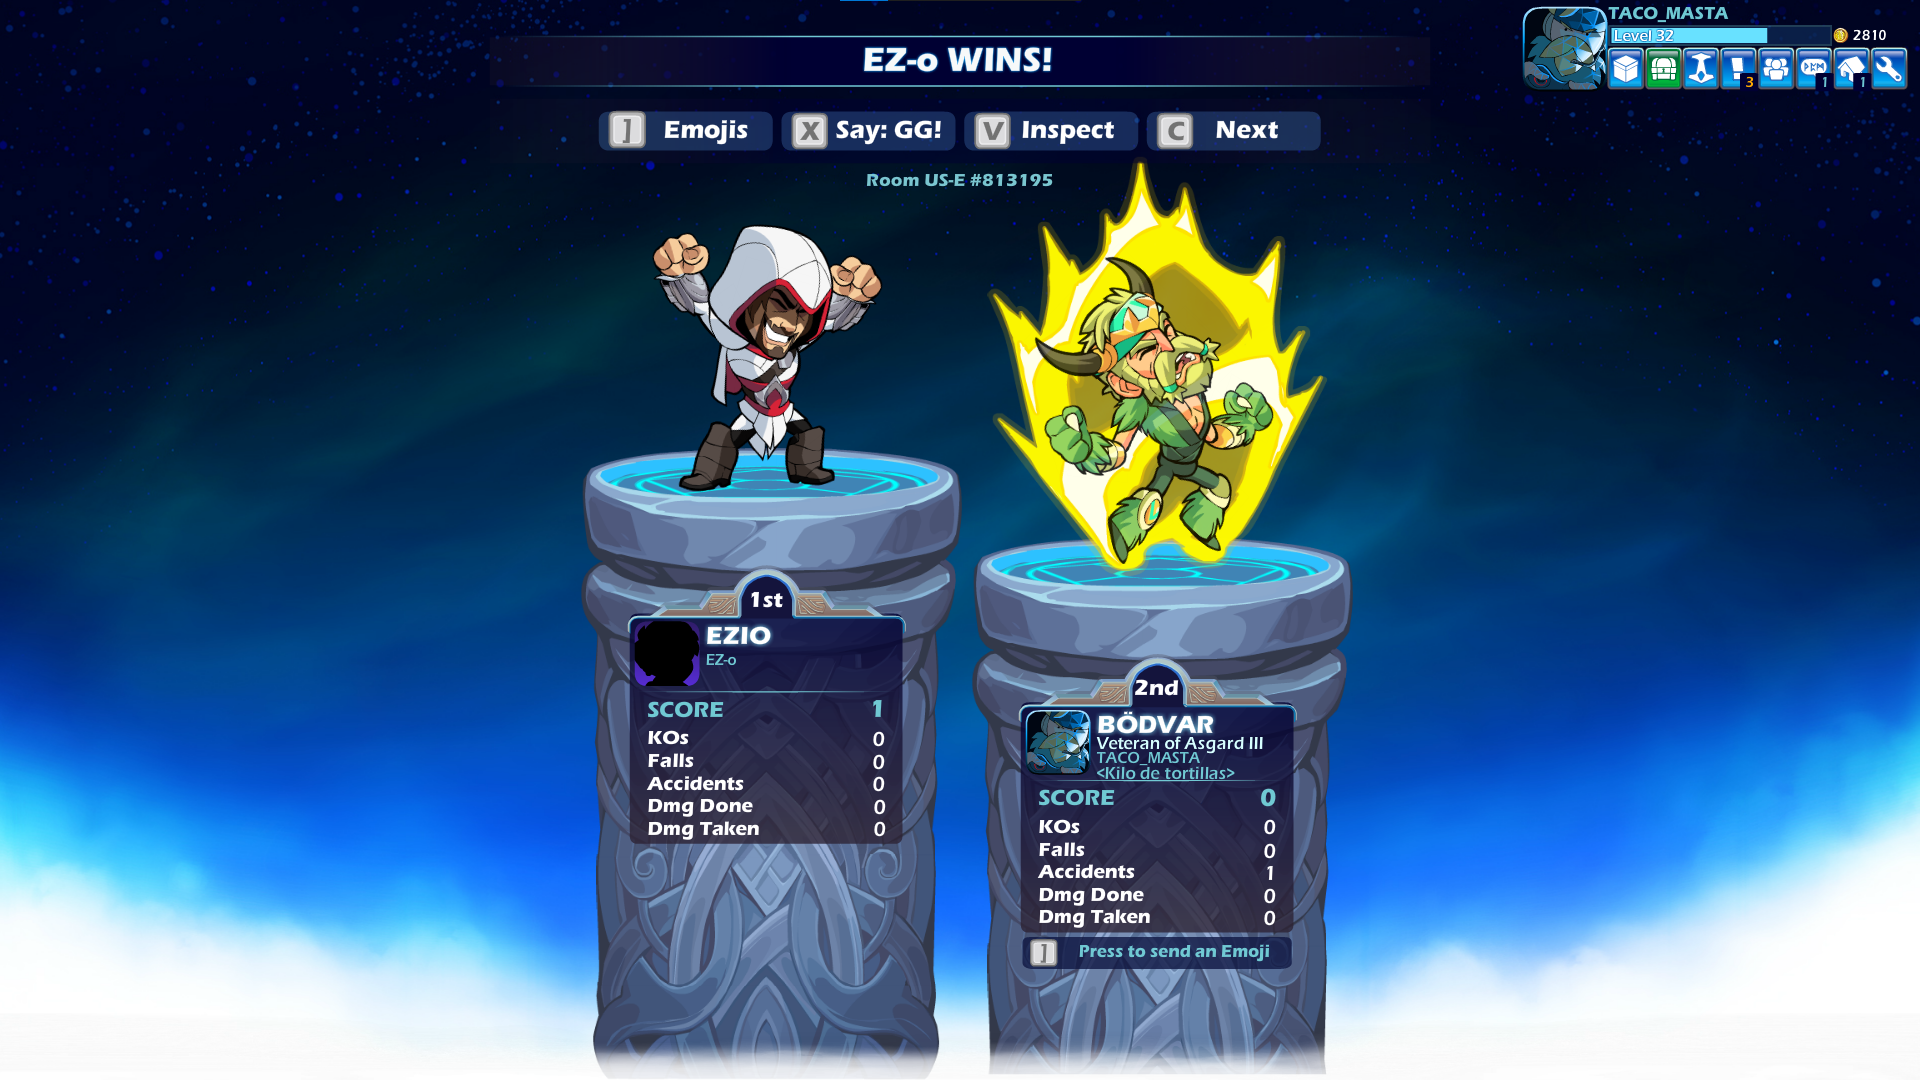 TACO_MASTA
Level 32
2810
3
1
1
EZ-o WINS!
] Emojis
X Say: GG!
V Inspect
C Next
Room US-E #813195
1st
EZIO
EZ-o
SCORE 1
KOs 0
Falls 0
Accidents 0
Dmg Done 0
Dmg Taken 0
2nd
BÖDVAR
Veteran of Asgard III
TACO_MASTA
<Kilo de tortillas>
SCORE 0
KOs 0
Falls 0
Accidents 1
Dmg Done 0
Dmg Taken 0
] Press to send an Emoji